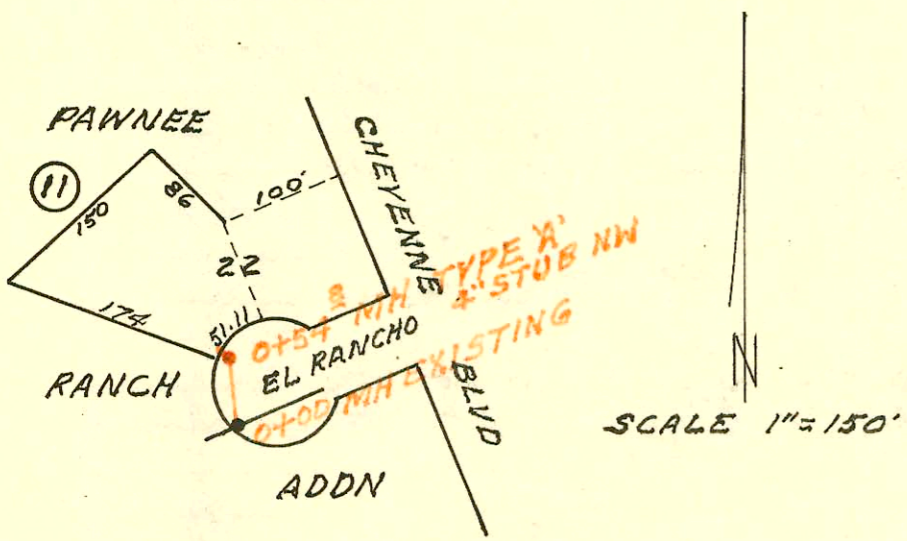 PAWNEE
CHEYENNE
11
150
86
100'
22
174
51.11
0+54⁸ MH TYPE 'A'
4" STUB NW
RANCH
EL RANCHO
0+00 MH EXISTING
BLVD
ADDN
N
SCALE 1"=150'